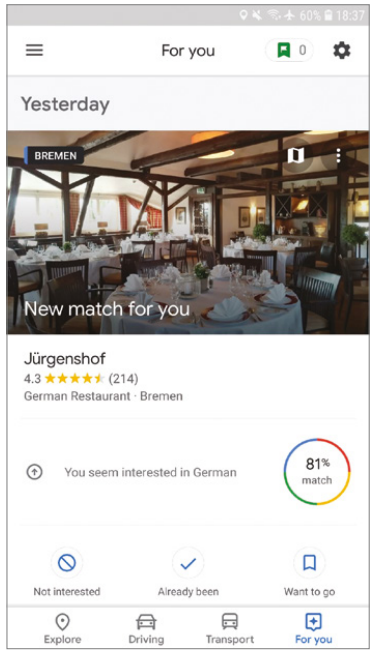 60% 18:37
For you
0
Yesterday
BREMEN
New match for you
Jürgenshof
4.3 (214)
German Restaurant · Bremen
You seem interested in German
81%
match
Not interested
Already been
Want to go
Explore
Driving
Transport
For you